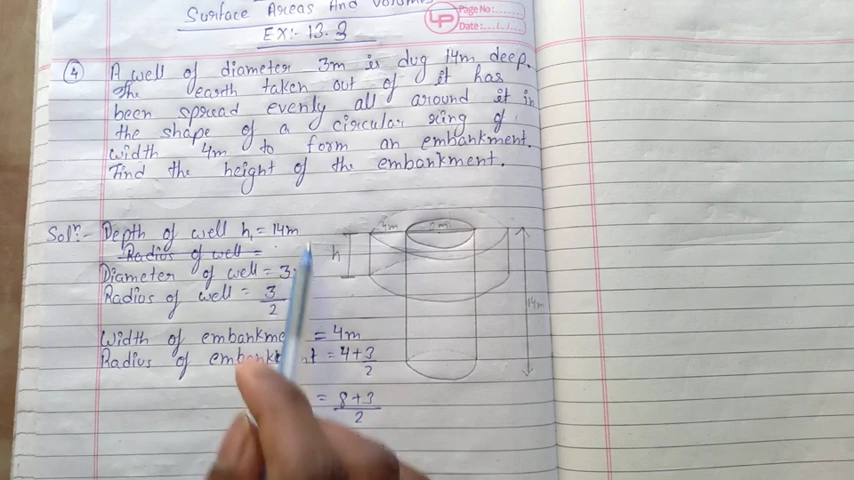 Surface Areas And Volumes
LP
Page No:
Date:
EX:- 13.3
4 A well of diameter 3m is dug 14m deep.
The earth taken out of it has
been spread evenly all around it in
the shape of a circular ring of
width 4m to form an embankment.
Find the height of the embankment.
Solⁿ:- Depth of well h₁ = 14m
Radius of well =
Diameter of well = 3
Radius of well = 3/2
Width of embankment = 4m
Radius of embankment = 4+3/2
= 8+3/2
4m
3m
h
14m